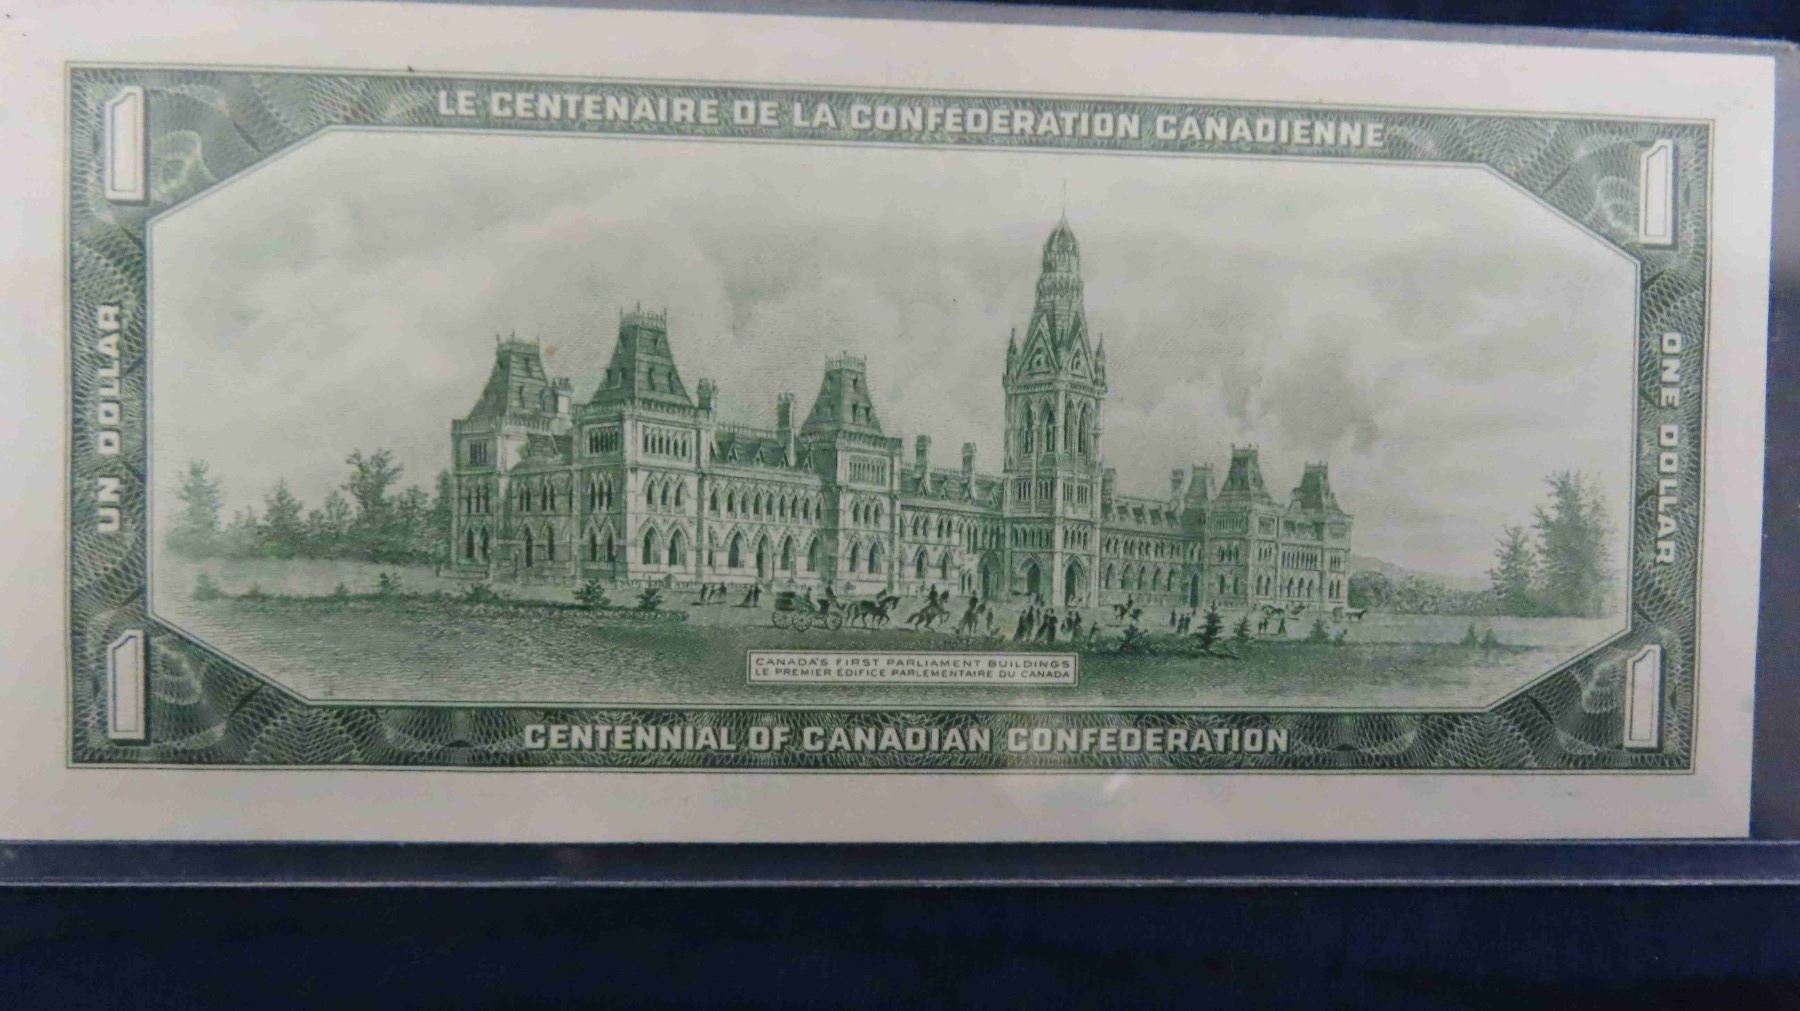 1
LE CENTENAIRE DE LA CONFÉDÉRATION CANADIENNE
1
UN DOLLAR
ONE DOLLAR
CANADA'S FIRST PARLIAMENT BUILDINGS
LE PREMIER ÉDIFICE PARLEMENTAIRE DU CANADA
1
CENTENNIAL OF CANADIAN CONFEDERATION
1